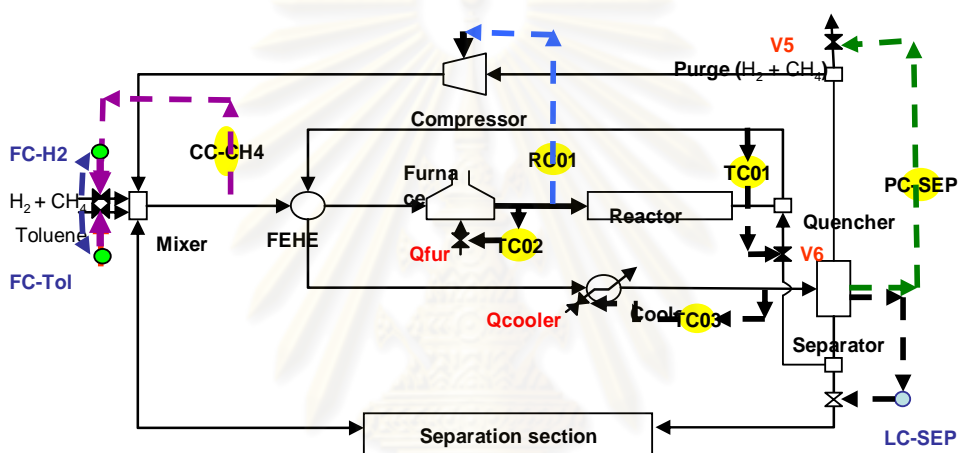 V5
Purge (H2 + CH4)
Compressor
FC-H2
CC-CH4
RC01
TC01
PC-SEP
Furna
ce
H2 + CH4
Toluene
Mixer
FEHE
Reactor
Quencher
Qfur
TC02
V6
FC-Tol
Qcooler
Cool
TC03
Separator
Separation section
LC-SEP